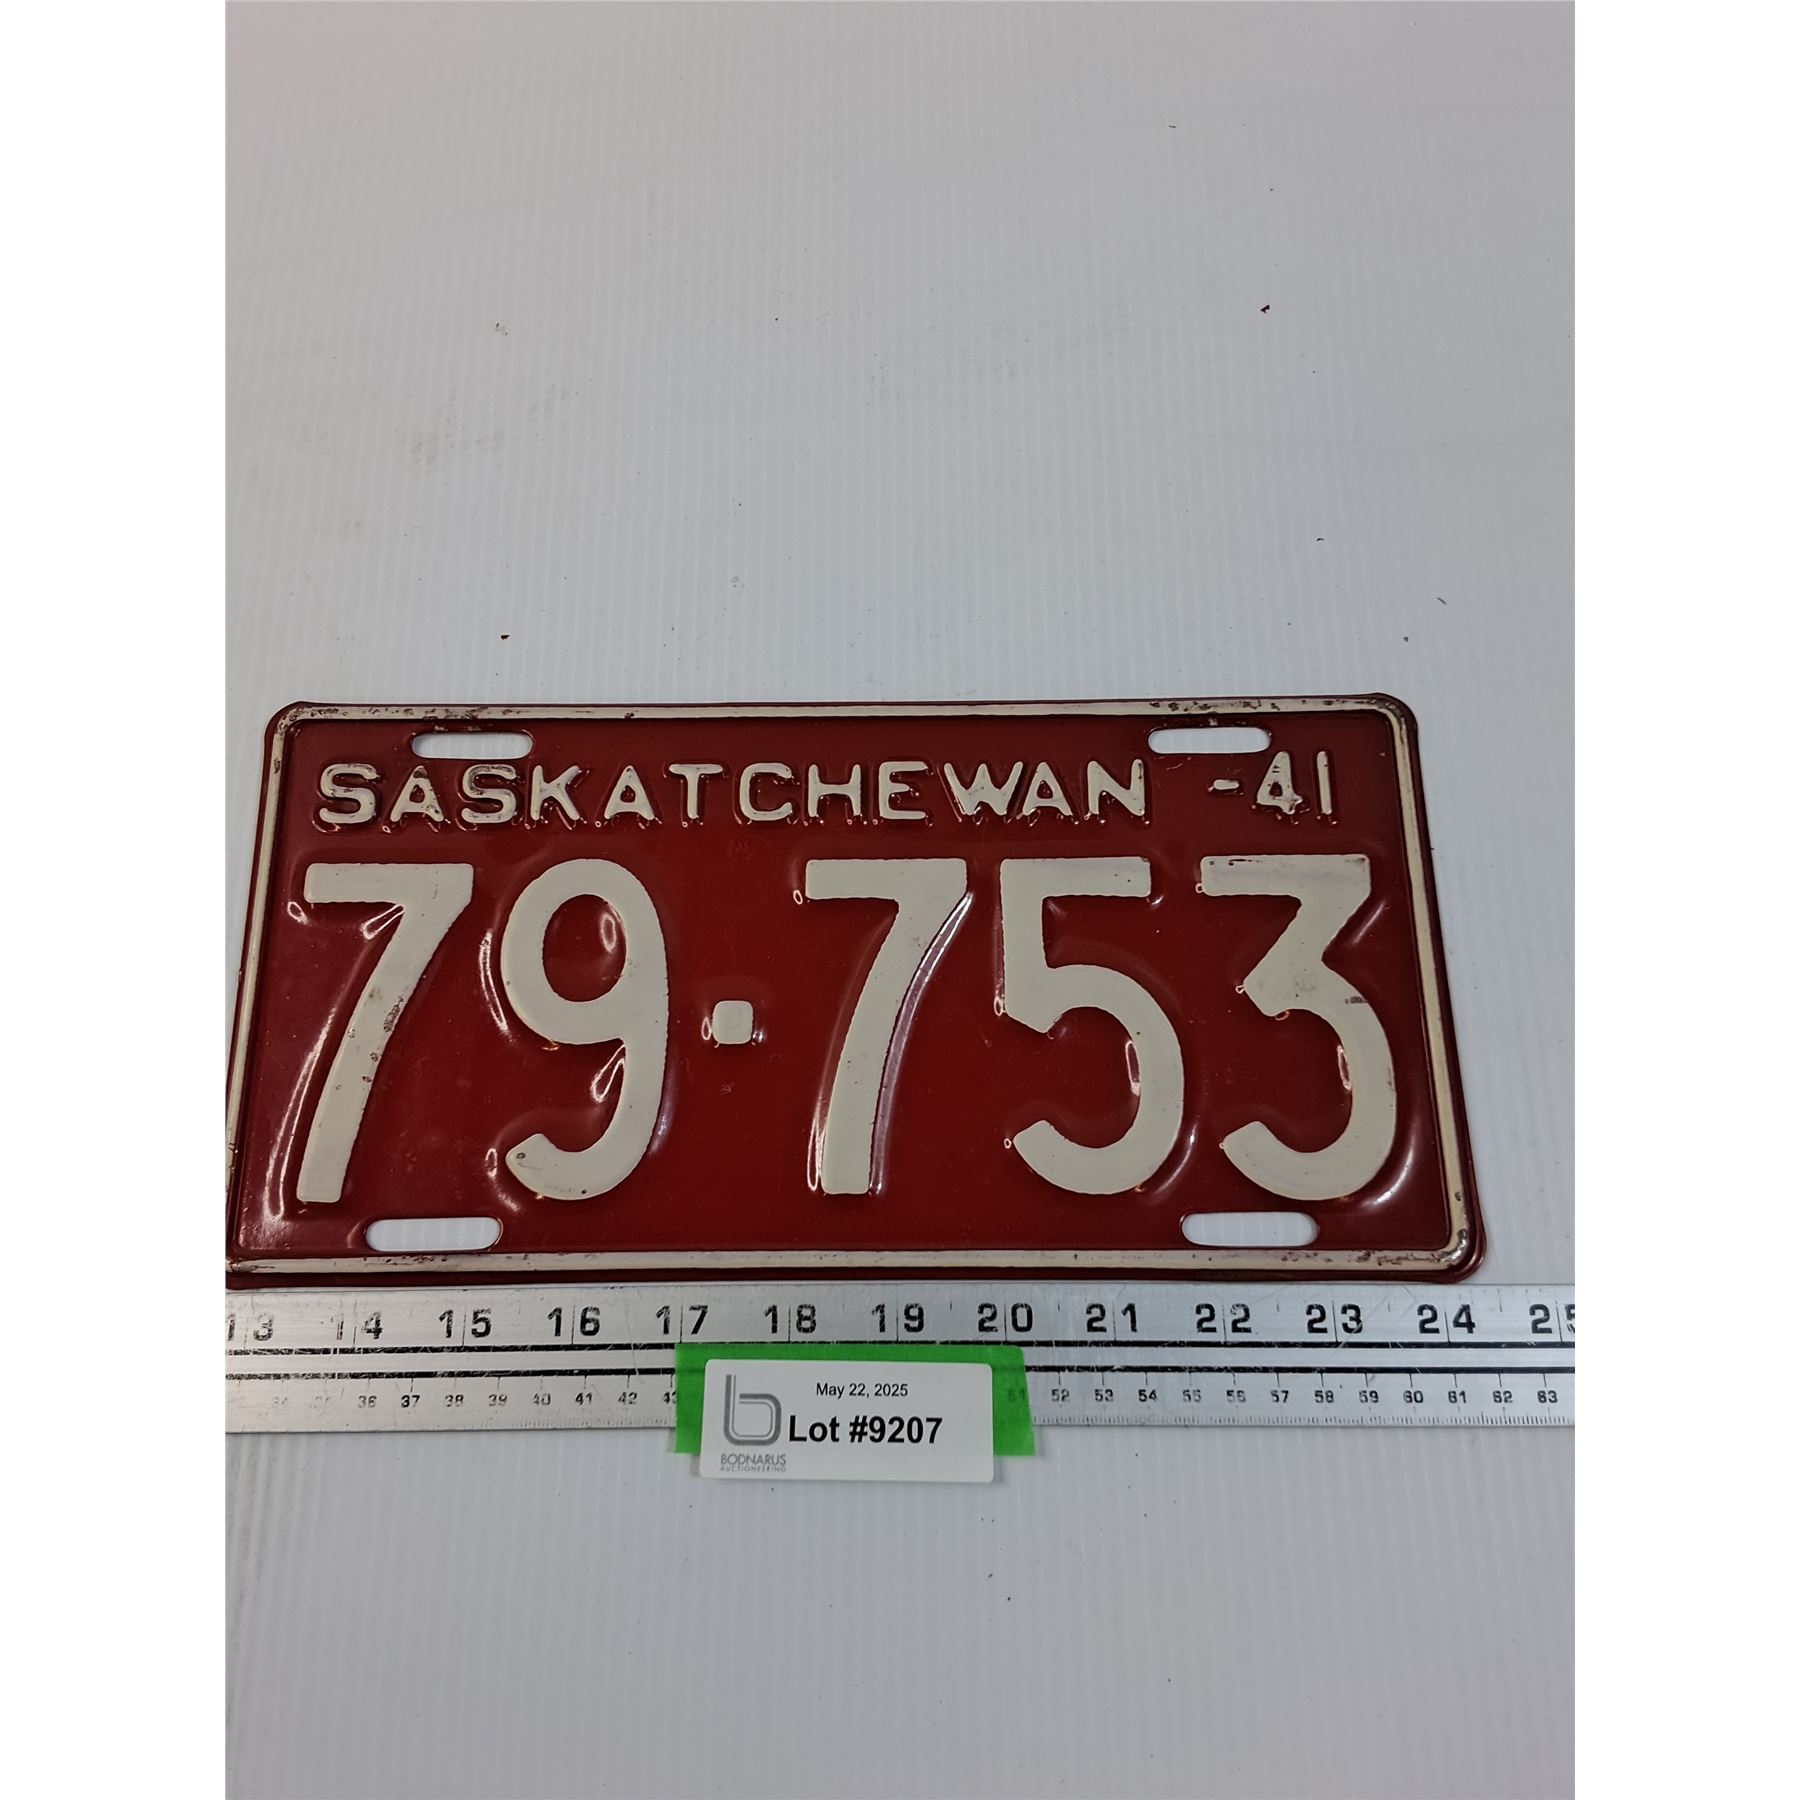 SASKATCHEWAN -41
79·753
13 14 15 16 17 18 19 20 21 22 23 24 25
36 37 38 39 40 41 42 51 52 53 54 55 56 57 58 59 60 61 62 63
May 22, 2025
Lot #9207
BODNARUS
AUCTIONEERING